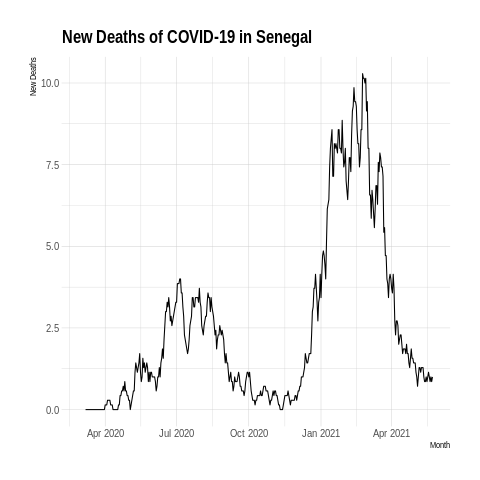 New Deaths of COVID-19 in Senegal
New Deaths
10.0
7.5
5.0
2.5
0.0
Apr 2020 Jul 2020 Oct 2020 Jan 2021 Apr 2021
Month